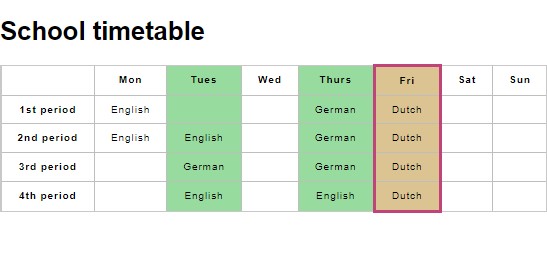 School timetable
Mon Tues Wed Thurs Fri Sat Sun
1st period English German Dutch
2nd period English English German Dutch
3rd period German German Dutch
4th period English English Dutch